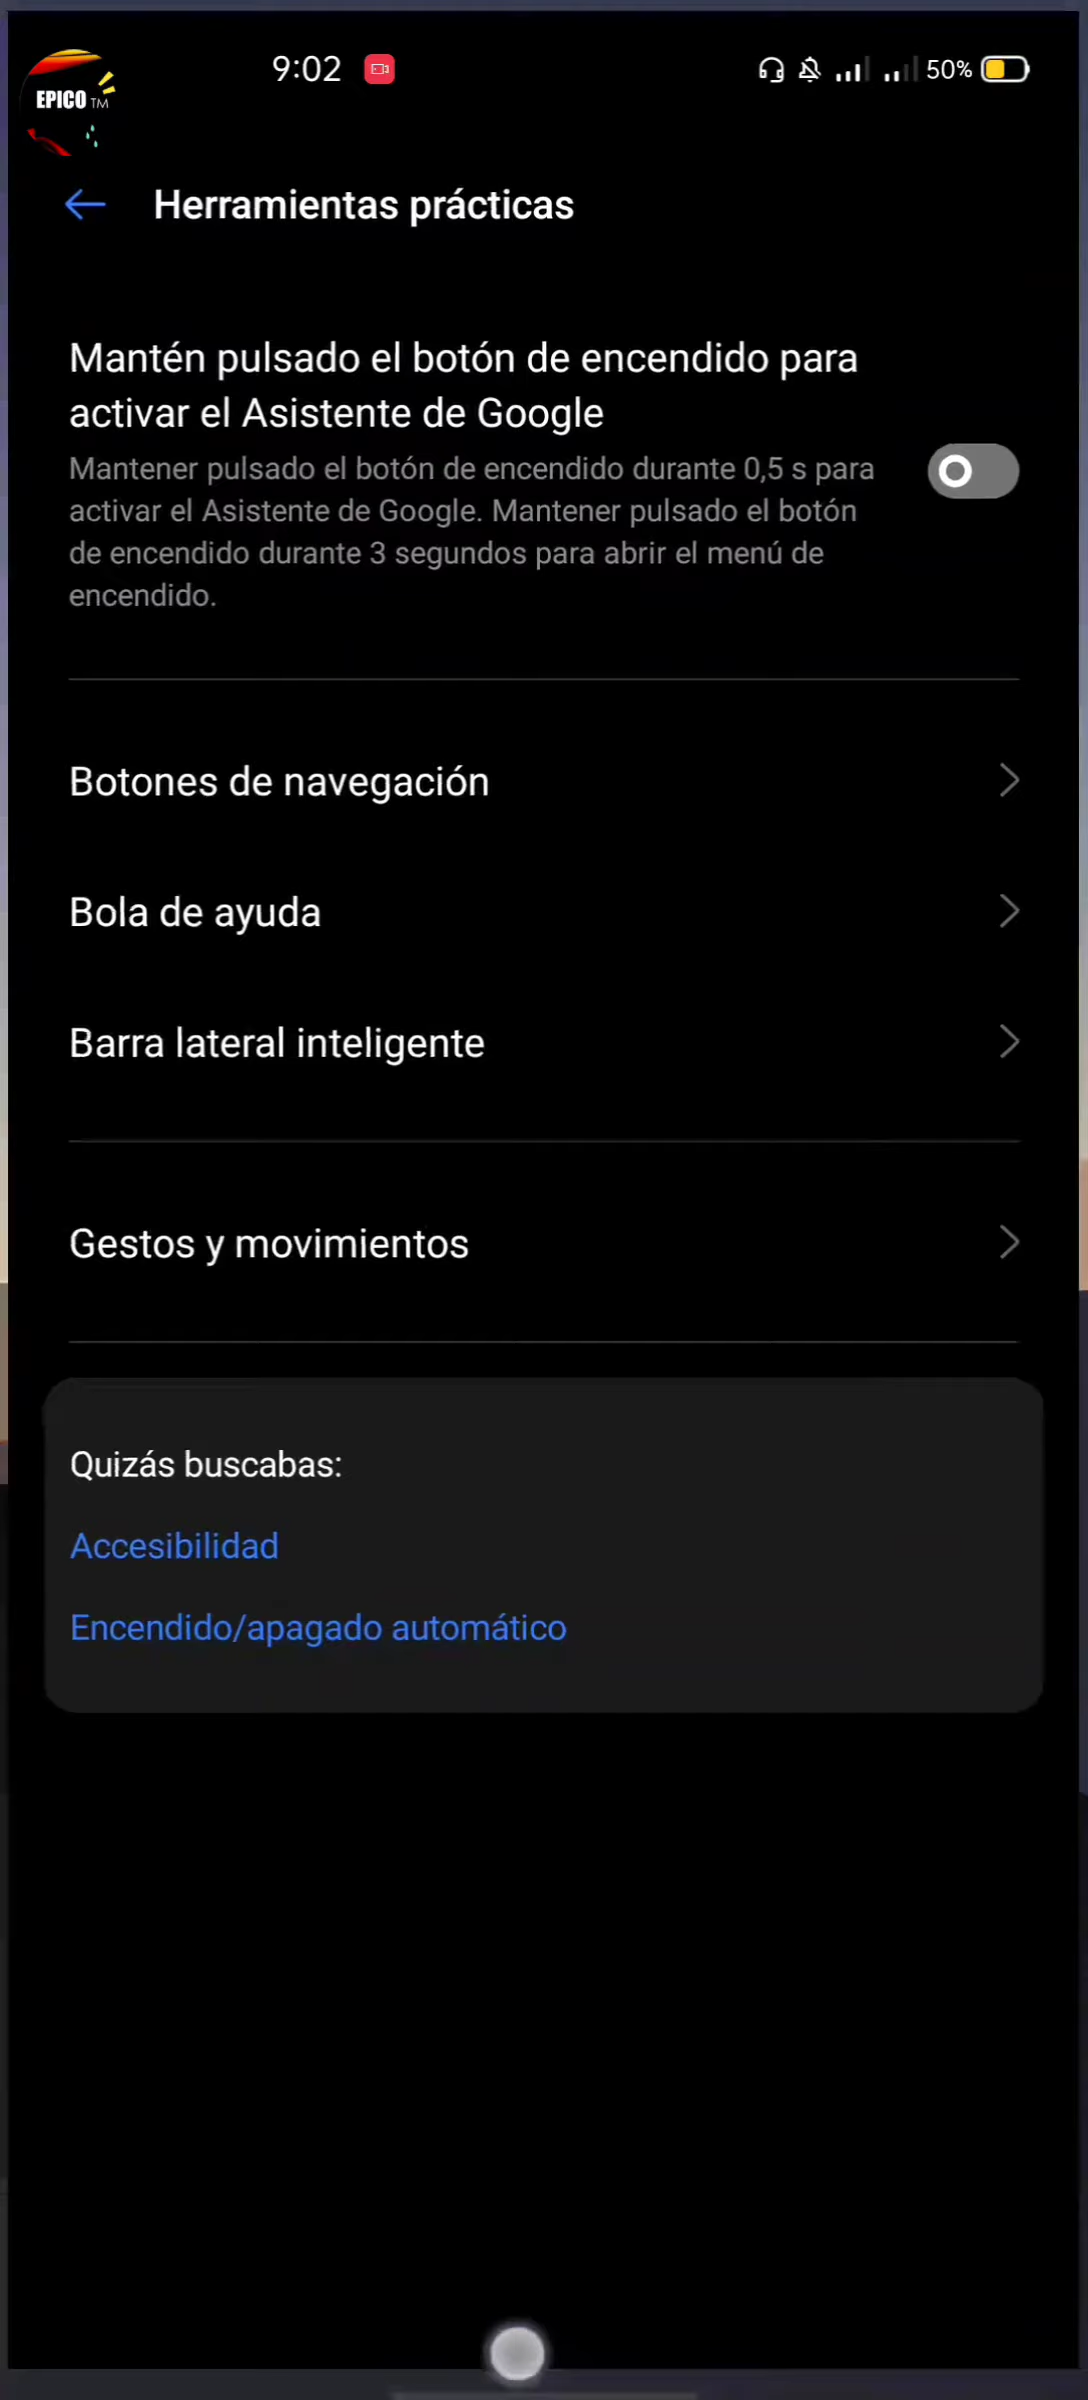 EPICO TM
9:02
50%
Herramientas prácticas
Mantén pulsado el botón de encendido para
activar el Asistente de Google
Mantener pulsado el botón de encendido durante 0,5 s para
activar el Asistente de Google. Mantener pulsado el botón
de encendido durante 3 segundos para abrir el menú de
encendido.
Botones de navegación
Bola de ayuda
Barra lateral inteligente
Gestos y movimientos
Quizás buscabas:
Accesibilidad
Encendido/apagado automático